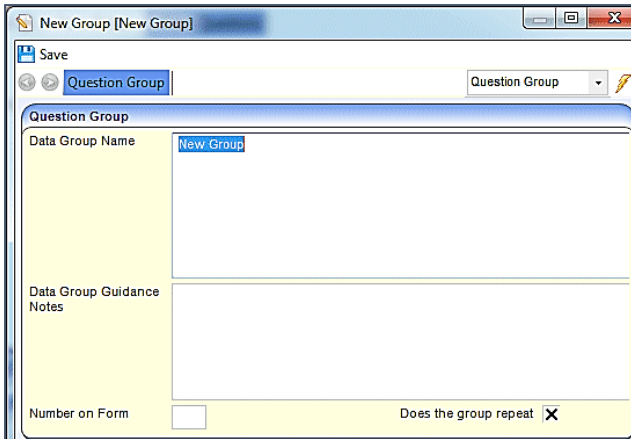 New Group [New Group]
Save
Question Group
Question Group
Question Group
Data Group Name
New Group
Data Group Guidance
Notes
Number on Form
Does the group repeat